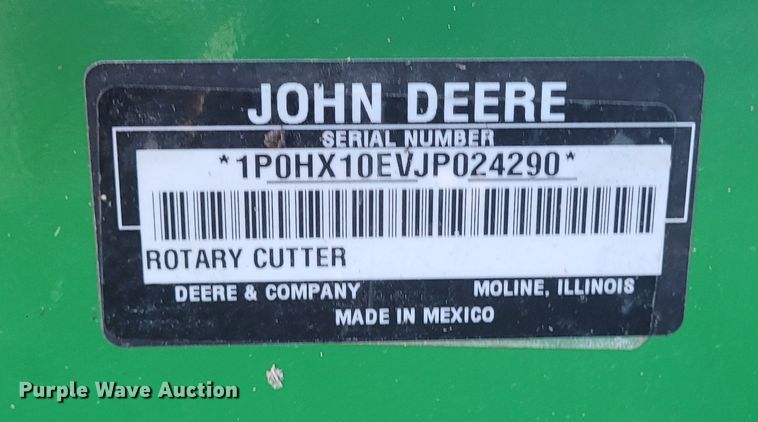 JOHN DEERE
SERIAL NUMBER
*1P0HX10EVJP024290*
ROTARY CUTTER
DEERE & COMPANY MOLINE, ILLINOIS
MADE IN MEXICO
Purple Wave Auction